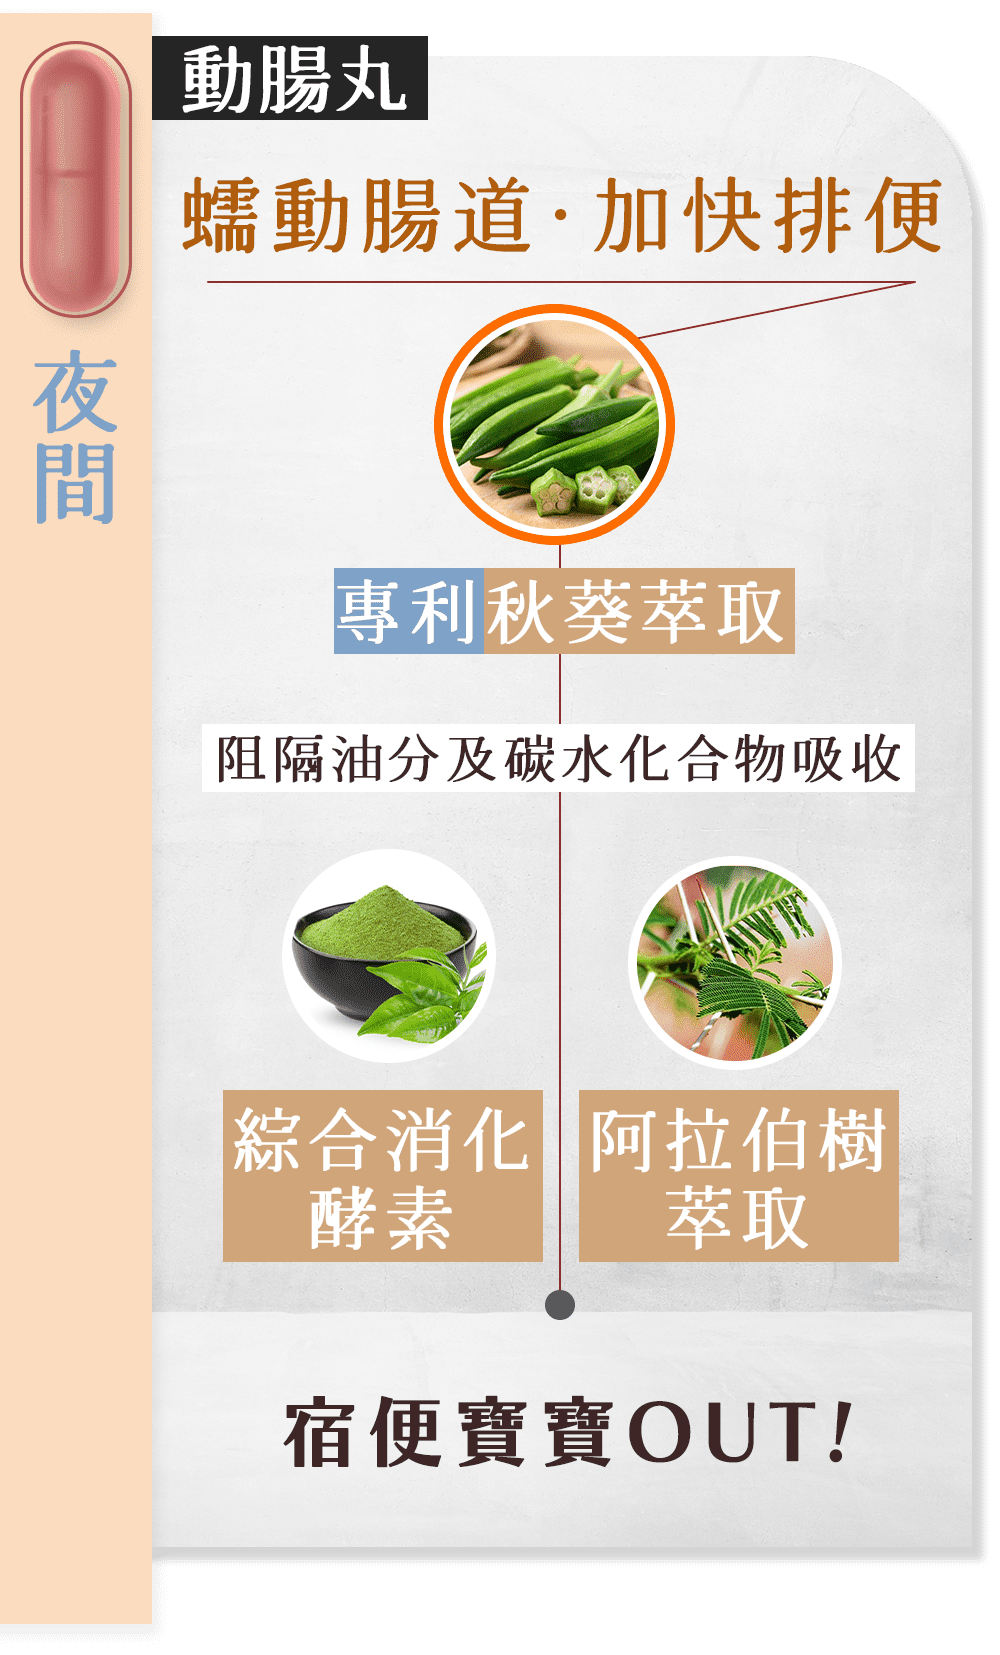 動腸丸
蠕動腸道·加快排便
夜間
專利秋葵萃取
阻隔油分及碳水化合物吸收
綜合消化
酵素
阿拉伯樹
萃取
宿便寶寶OUT!